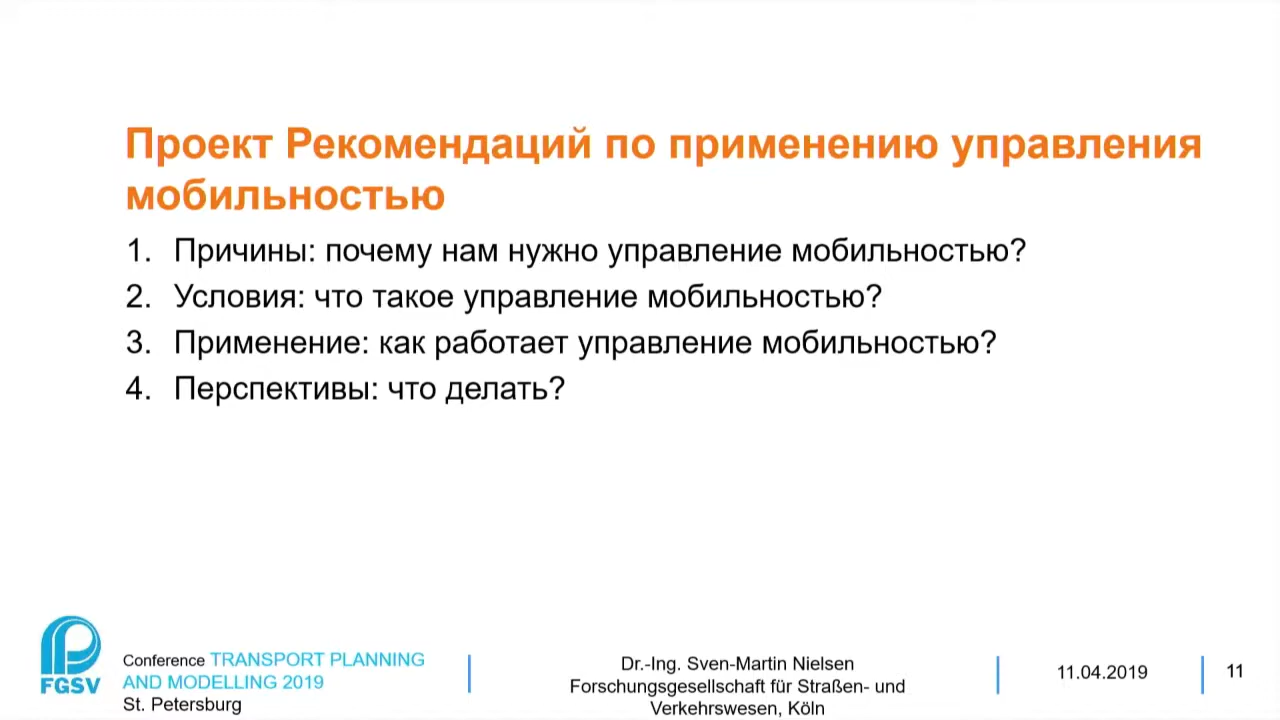 Проект Рекомендаций по применению управления
мобильностью
1. Причины: почему нам нужно управление мобильностью?
2. Условия: что такое управление мобильностью?
3. Применение: как работает управление мобильностью?
4. Перспективы: что делать?
FGSV
Conference TRANSPORT PLANNING
AND MODELLING 2019
St. Petersburg
Dr.-Ing. Sven-Martin Nielsen
Forschungsgesellschaft für Straßen- und
Verkehrswesen, Köln
11.04.2019
11